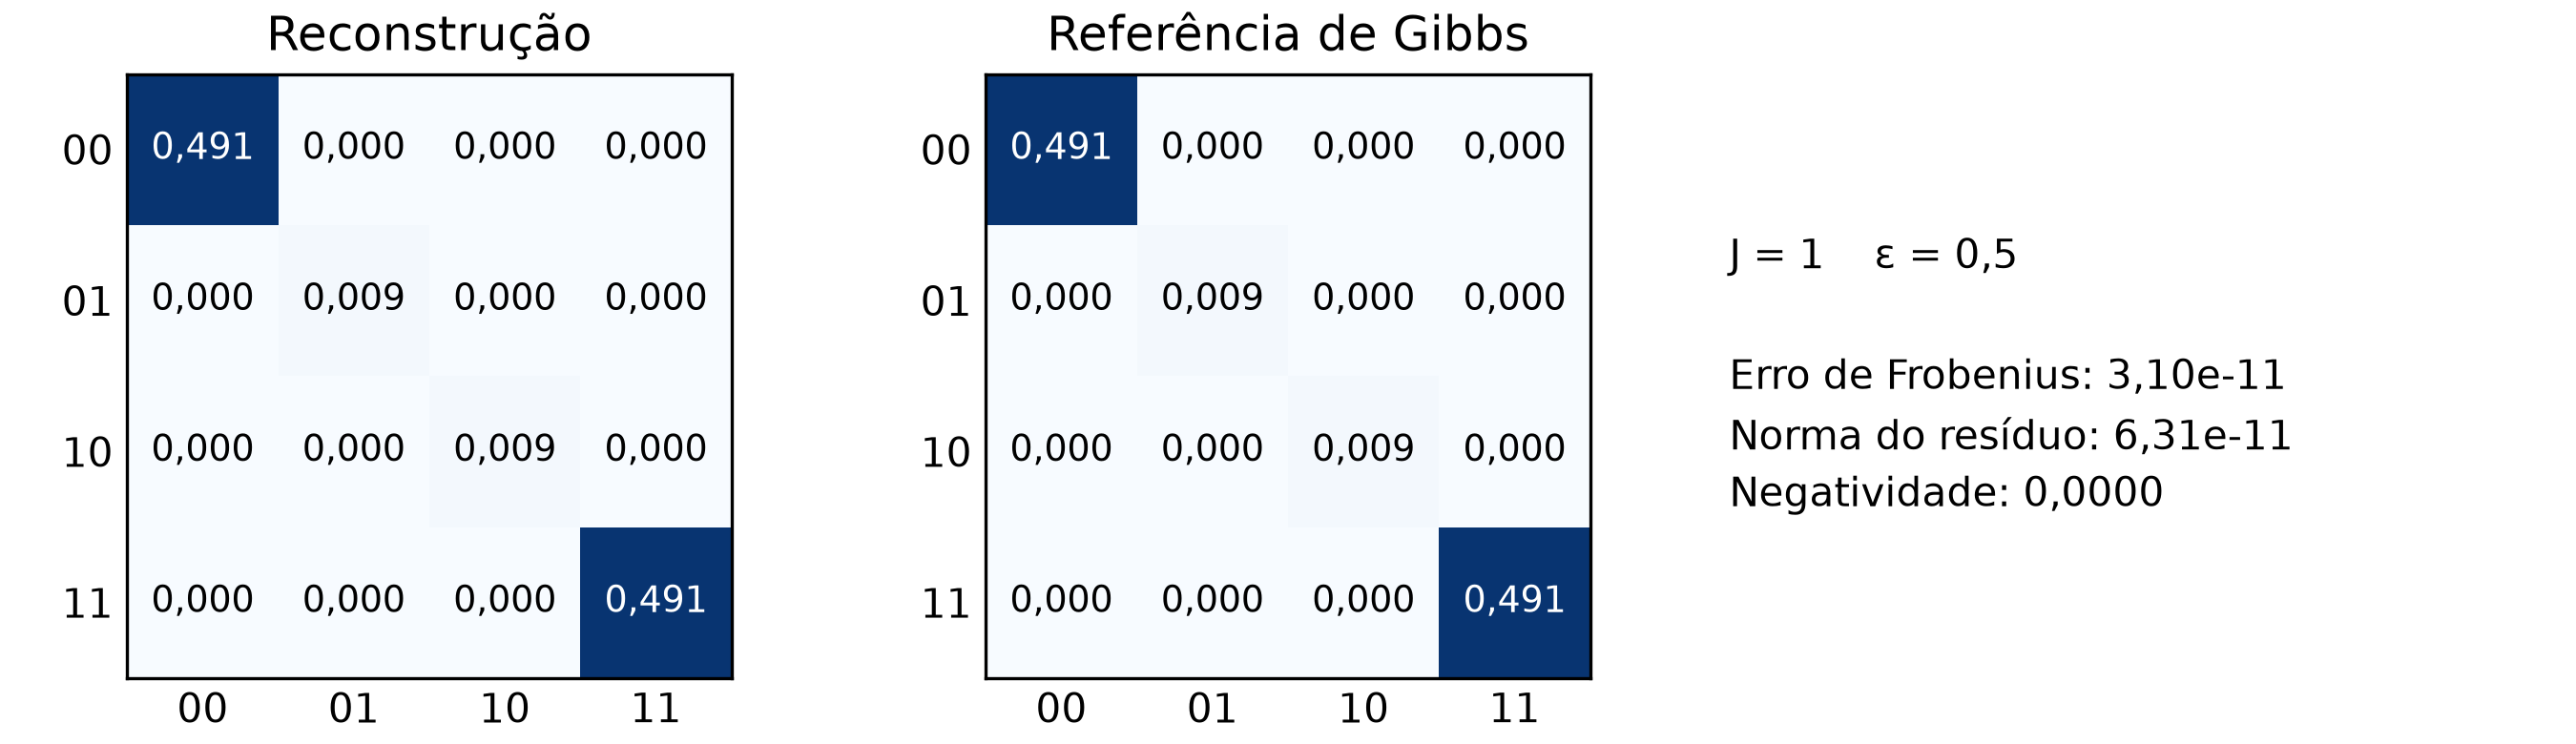 Reconstrução
00 0,491 0,000 0,000 0,000
01 0,000 0,009 0,000 0,000
10 0,000 0,000 0,009 0,000
11 0,000 0,000 0,000 0,491
00 01 10 11
Referência de Gibbs
00 0,491 0,000 0,000 0,000
01 0,000 0,009 0,000 0,000
10 0,000 0,000 0,009 0,000
11 0,000 0,000 0,000 0,491
00 01 10 11
J = 1 ε = 0,5
Erro de Frobenius: 3,10e-11
Norma do resíduo: 6,31e-11
Negatividade: 0,0000